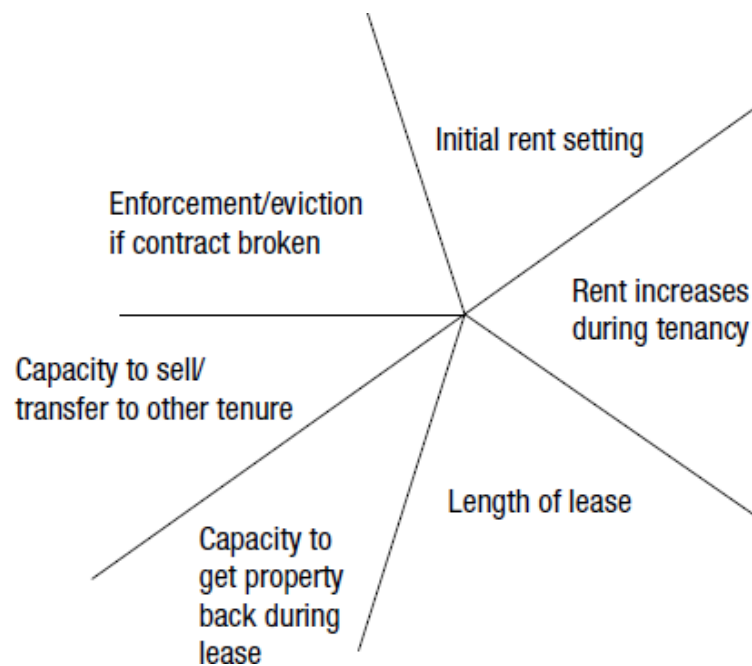 Initial rent setting
Enforcement/eviction
if contract broken
Rent increases
during tenancy
Capacity to sell/
transfer to other tenure
Length of lease
Capacity to
get property
back during
lease